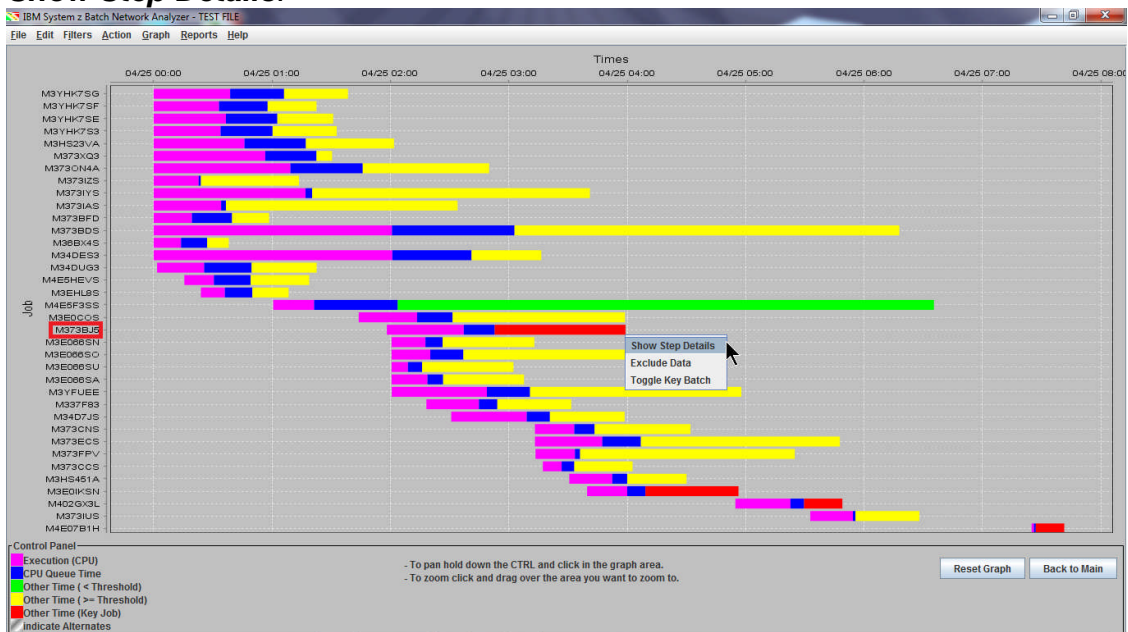 Show Step Details.
IBM System z Batch Network Analyzer - TEST FILE
File Edit Filters Action Graph Reports Help
Times
04/25 00:00 04/25 01:00 04/25 02:00 04/25 03:00 04/25 04:00 04/25 05:00 04/25 06:00 04/25 07:00 04/25 08:00
M3YHK7SG
M3YHK7SF
M3YHK7SE
M3YHK7S3
M3HS23VA
M373XQ3
M373ON4A
M373IZS
M373IYS
M373IAS
M373BFD
M373BDS
M36BX4S
M34DES3
M34DUG3
M4E5HEVS
M3EHL8S
M4E5F3SS
Job
M3E0COS
M373BJ5
M3E066SN
Show Step Details
M3E066SO
Exclude Data
M3E066SU
M3E066SA
Toggle Key Batch
M3YFUEE
M337F83
M34D7JS
M373CNS
M373ECS
M373FPV
M373CCS
M3HS451A
M3E0IKSN
M402GX3L
M373IUS
M4E07B1H
Control Panel
Execution (CPU)
CPU Queue Time
Other Time ( < Threshold)
Other Time ( >= Threshold)
Other Time (Key Job)
indicate Alternates
- To pan hold down the CTRL and click in the graph area.
- To zoom click and drag over the area you want to zoom to.
Reset Graph Back to Main